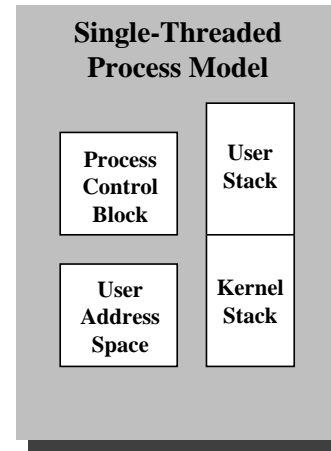 Single-Threaded
Process Model
Process
Control
Block
User
Stack
User
Address
Space
Kernel
Stack